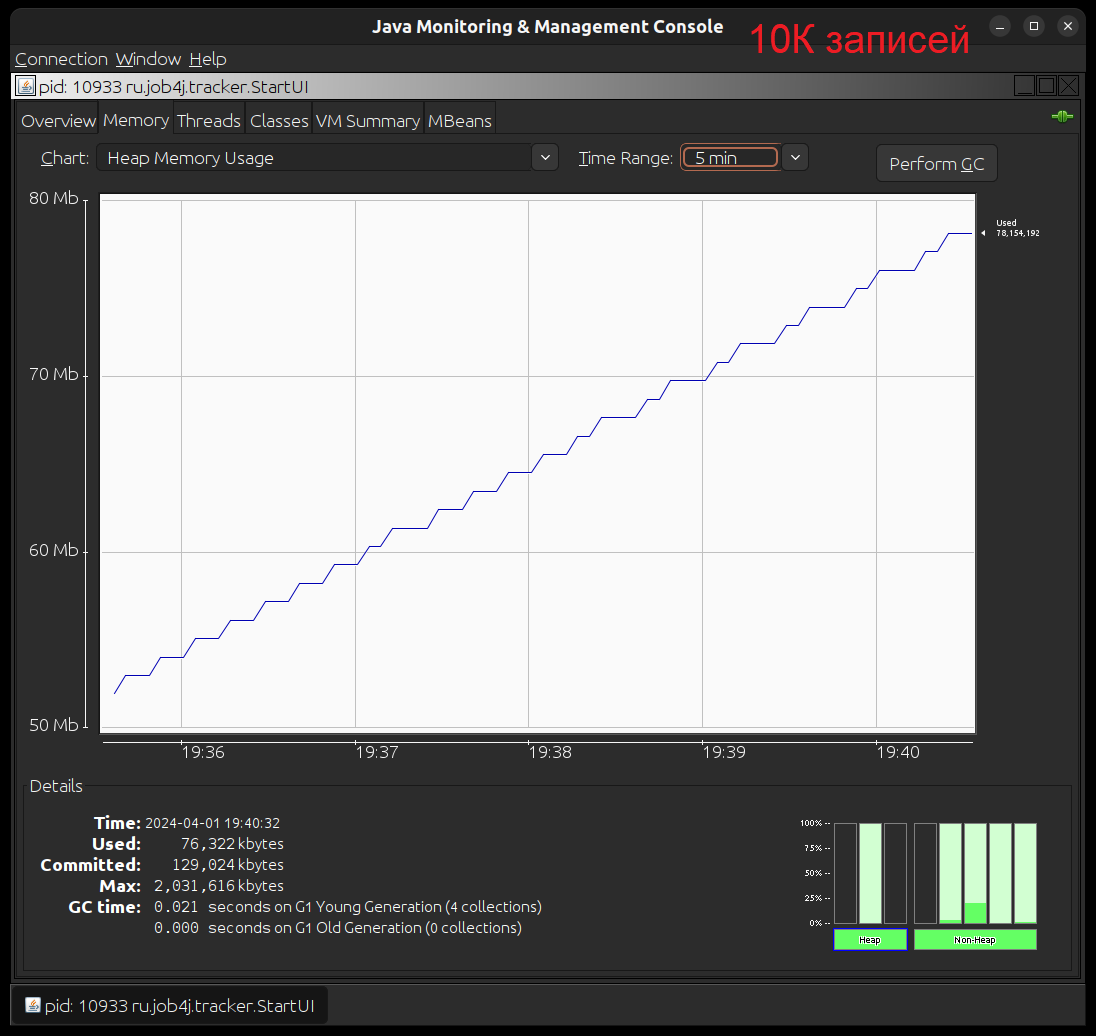 Java Monitoring & Management Console
10К записей
Connection Window Help
pid: 10933 ru.job4j.tracker.StartUI
Overview Memory Threads Classes VM Summary MBeans
Chart: Heap Memory Usage Time Range: 5 min Perform GC
80 Mb
70 Mb
60 Mb
50 Mb
Used
78,154,192
19:36 19:37 19:38 19:39 19:40
Details
Time: 2024-04-01 19:40:32
Used: 76,322 kbytes
Committed: 129,024 kbytes
Max: 2,031,616 kbytes
GC time: 0.021 seconds on G1 Young Generation (4 collections)
0.000 seconds on G1 Old Generation (0 collections)
100% --
75% --
50% --
25% --
0% --
Heap Non-Heap
pid: 10933 ru.job4j.tracker.StartUI